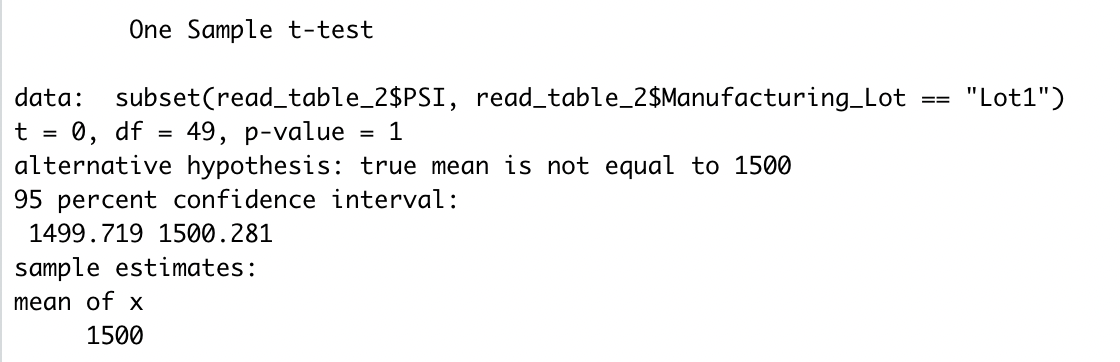 One Sample t-test
data:  subset(read_table_2$PSI, read_table_2$Manufacturing_Lot == "Lot1")
t = 0, df = 49, p-value = 1
alternative hypothesis: true mean is not equal to 1500
95 percent confidence interval:
1499.719 1500.281
sample estimates:
mean of x
1500